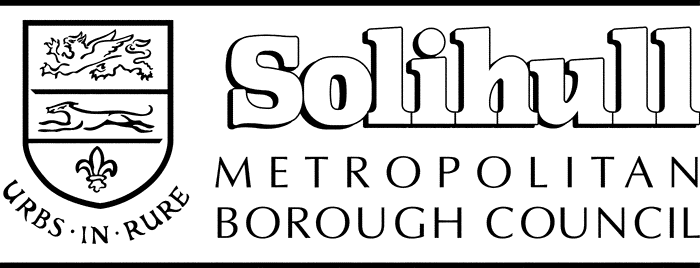 Solihull
METROPOLITAN
BOROUGH COUNCIL
URBS·IN·RURE